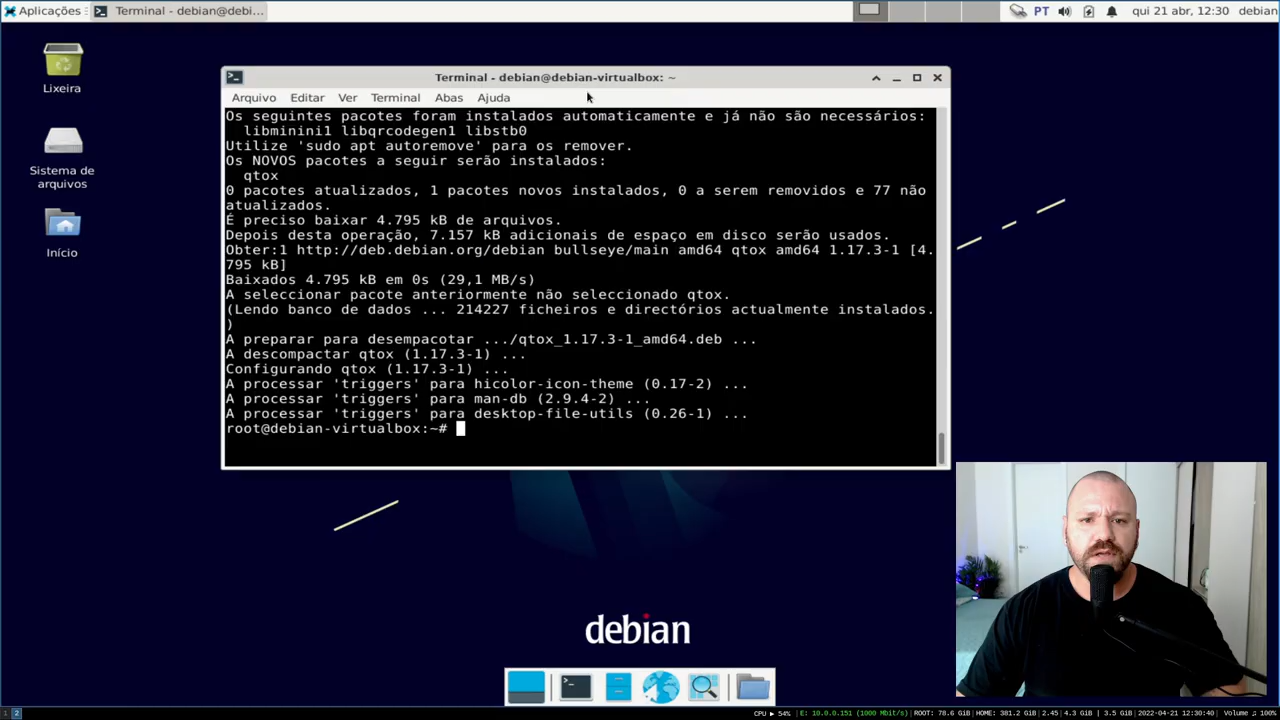 Aplicações
Terminal - debian@debi...
PT
qui 21 abr, 12:30
debian
Lixeira
Sistema de
arquivos
Início
Terminal - debian@debian-virtualbox: ~
Arquivo Editar Ver Terminal Abas Ajuda
Os seguintes pacotes foram instalados automaticamente e já não são necessários:
libminini1 libqrcodegen1 libstb0
Utilize 'sudo apt autoremove' para os remover.
Os NOVOS pacotes a seguir serão instalados:
qtox
0 pacotes atualizados, 1 pacotes novos instalados, 0 a serem removidos e 77 não
atualizados.
É preciso baixar 4.795 kB de arquivos.
Depois desta operação, 7.157 kB adicionais de espaço em disco serão usados.
Obter:1 http://deb.debian.org/debian bullseye/main amd64 qtox amd64 1.17.3-1 [4.
795 kB]
Baixados 4.795 kB em 0s (29,1 MB/s)
A seleccionar pacote anteriormente não seleccionado qtox.
(Lendo banco de dados ... 214227 ficheiros e directórios actualmente instalados.
)
A preparar para desempacotar .../qtox_1.17.3-1_amd64.deb ...
A descompactar qtox (1.17.3-1) ...
Configurando qtox (1.17.3-1) ...
A processar 'triggers' para hicolor-icon-theme (0.17-2) ...
A processar 'triggers' para man-db (2.9.4-2) ...
A processar 'triggers' para desktop-file-utils (0.26-1) ...
root@debian-virtualbox:~#
debian
1 2
CPU ▶ 54% | E: 10.0.0.151 (1000 Mbit/s) | ROOT: 78.6 GiB | HOME: 381.2 GiB | 2.45 | 4.3 GiB | 3.5 GiB | 2022-04-21 12:30:40 | Volume ♫ 100%